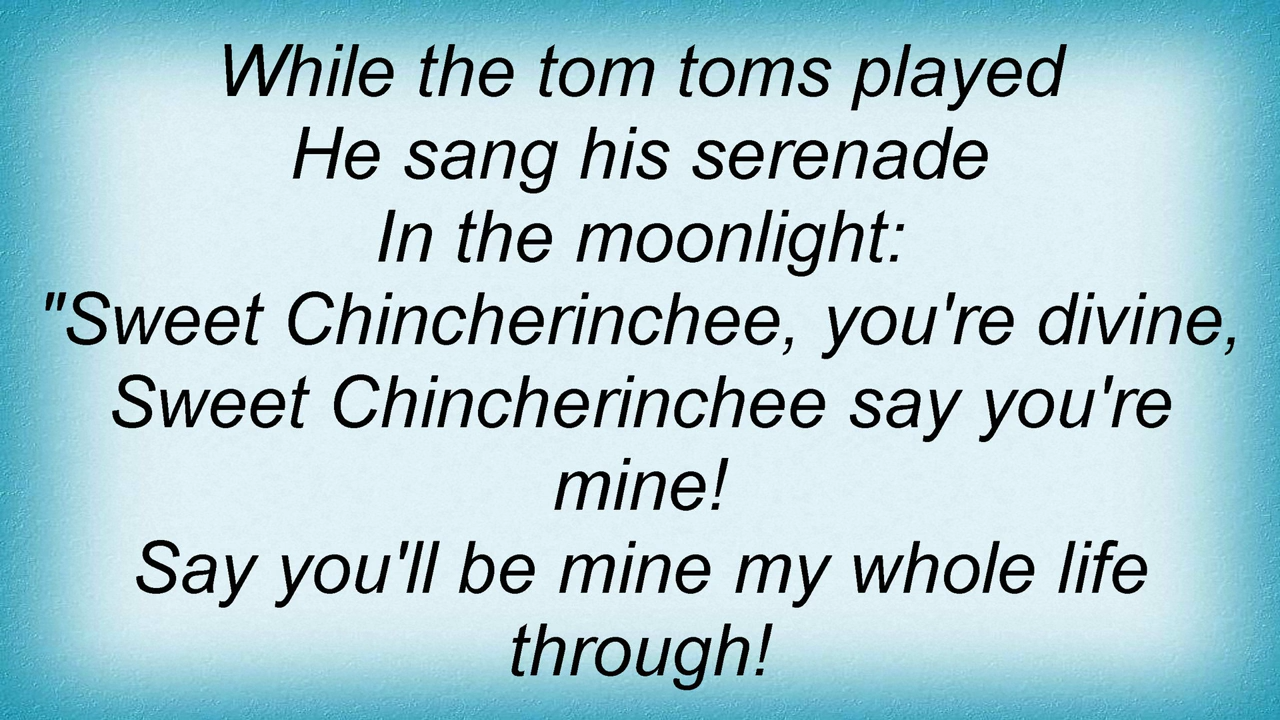 While the tom toms played
He sang his serenade
In the moonlight:
"Sweet Chincherinchee, you're divine,
Sweet Chincherinchee say you're
mine!
Say you'll be mine my whole life
through!